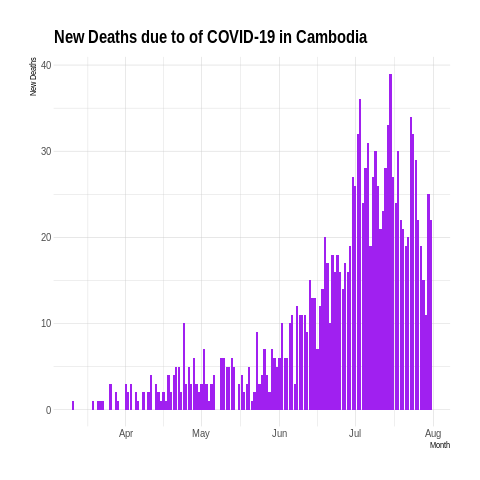 New Deaths due to of COVID-19 in Cambodia
New Deaths
40
30
20
10
0
Apr May Jun Jul Aug
Month